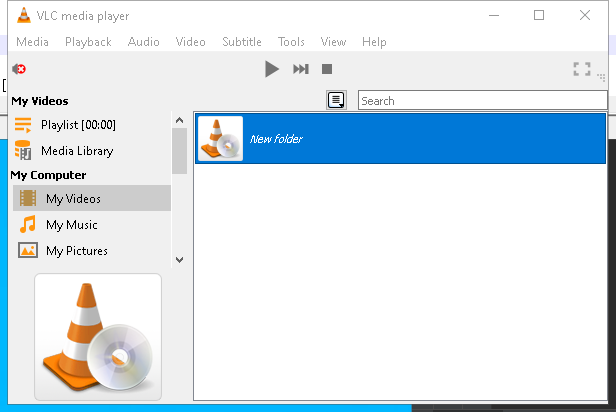 VLC media player
Media Playback Audio Video Subtitle Tools View Help
My Videos
Search
Playlist [00:00]
Media Library
My Computer
My Videos
My Music
My Pictures
New folder